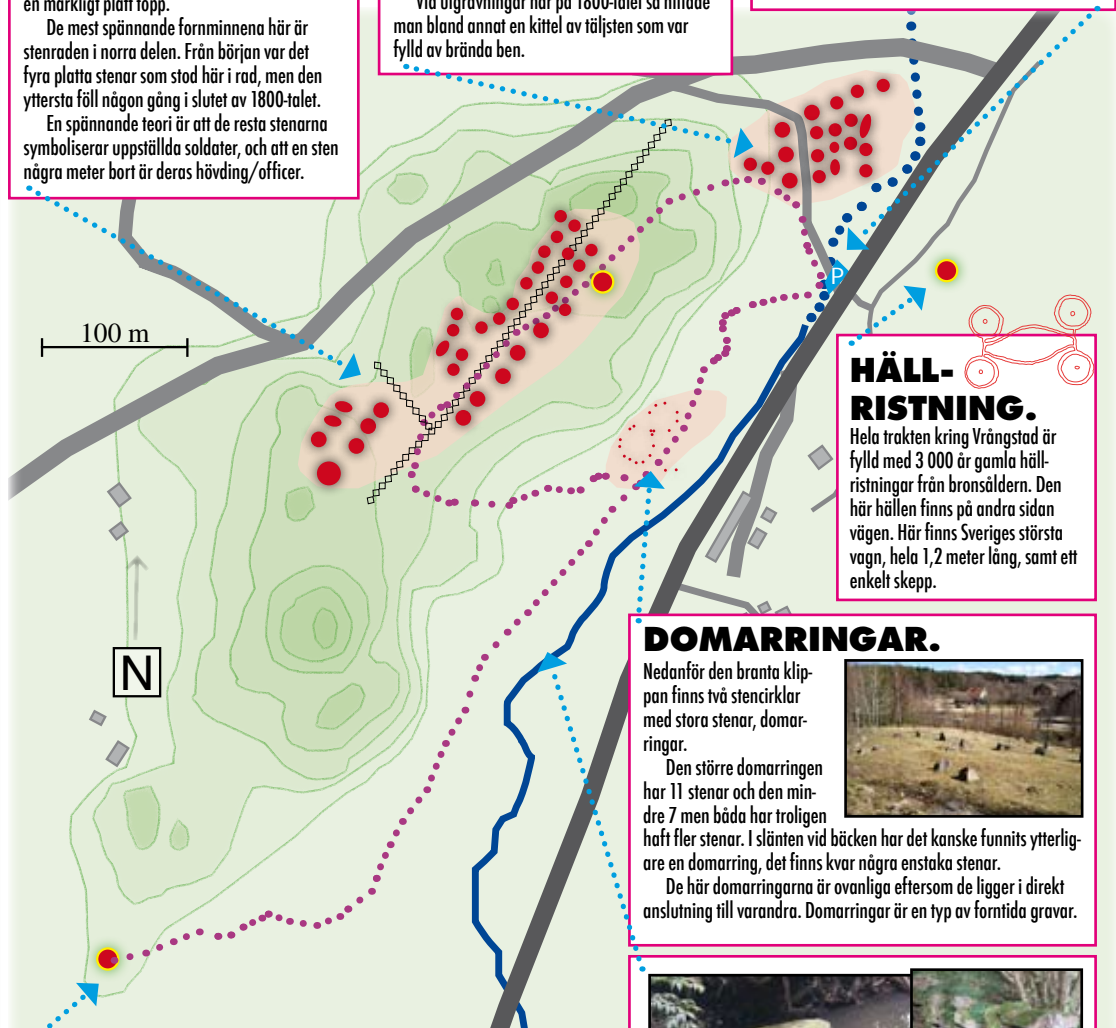 en märkligt platt topp.
De mest spännande fornminnena här är
stenraden i norra delen. Från början var det
fyra platta stenar som stod här i rad, men den
yttersta föll någon gång i slutet av 1800-talet.
En spännande teori är att de resta stenarna
symboliserar uppställda soldater, och att en sten
några meter bort är deras hövding/officer.
Vid utgrävningar här på 1800-talet så hittade
man bland annat en kittel av täljsten som var
fylld av brända ben.
100 m
P
N
HÄLL-
RISTNING.
Hela trakten kring Vrångstad är
fylld med 3 000 år gamla häll-
ristningar från bronsåldern. Den
här hällen finns på andra sidan
vägen. Här finns Sveriges största
vagn, hela 1,2 meter lång, samt ett
enkelt skepp.
DOMARRINGAR.
Nedanför den branta klip-
pan finns två stencirklar
med stora stenar, domar-
ringar.
Den större domarringen
har 11 stenar och den min-
dre 7 men båda har troligen
haft fler stenar. I slänten vid bäcken har det kanske funnits ytterlig-
are en domarring, det finns kvar några enstaka stenar.
De här domarringarna är ovanliga eftersom de ligger i direkt
anslutning till varandra. Domarringar är en typ av forntida gravar.